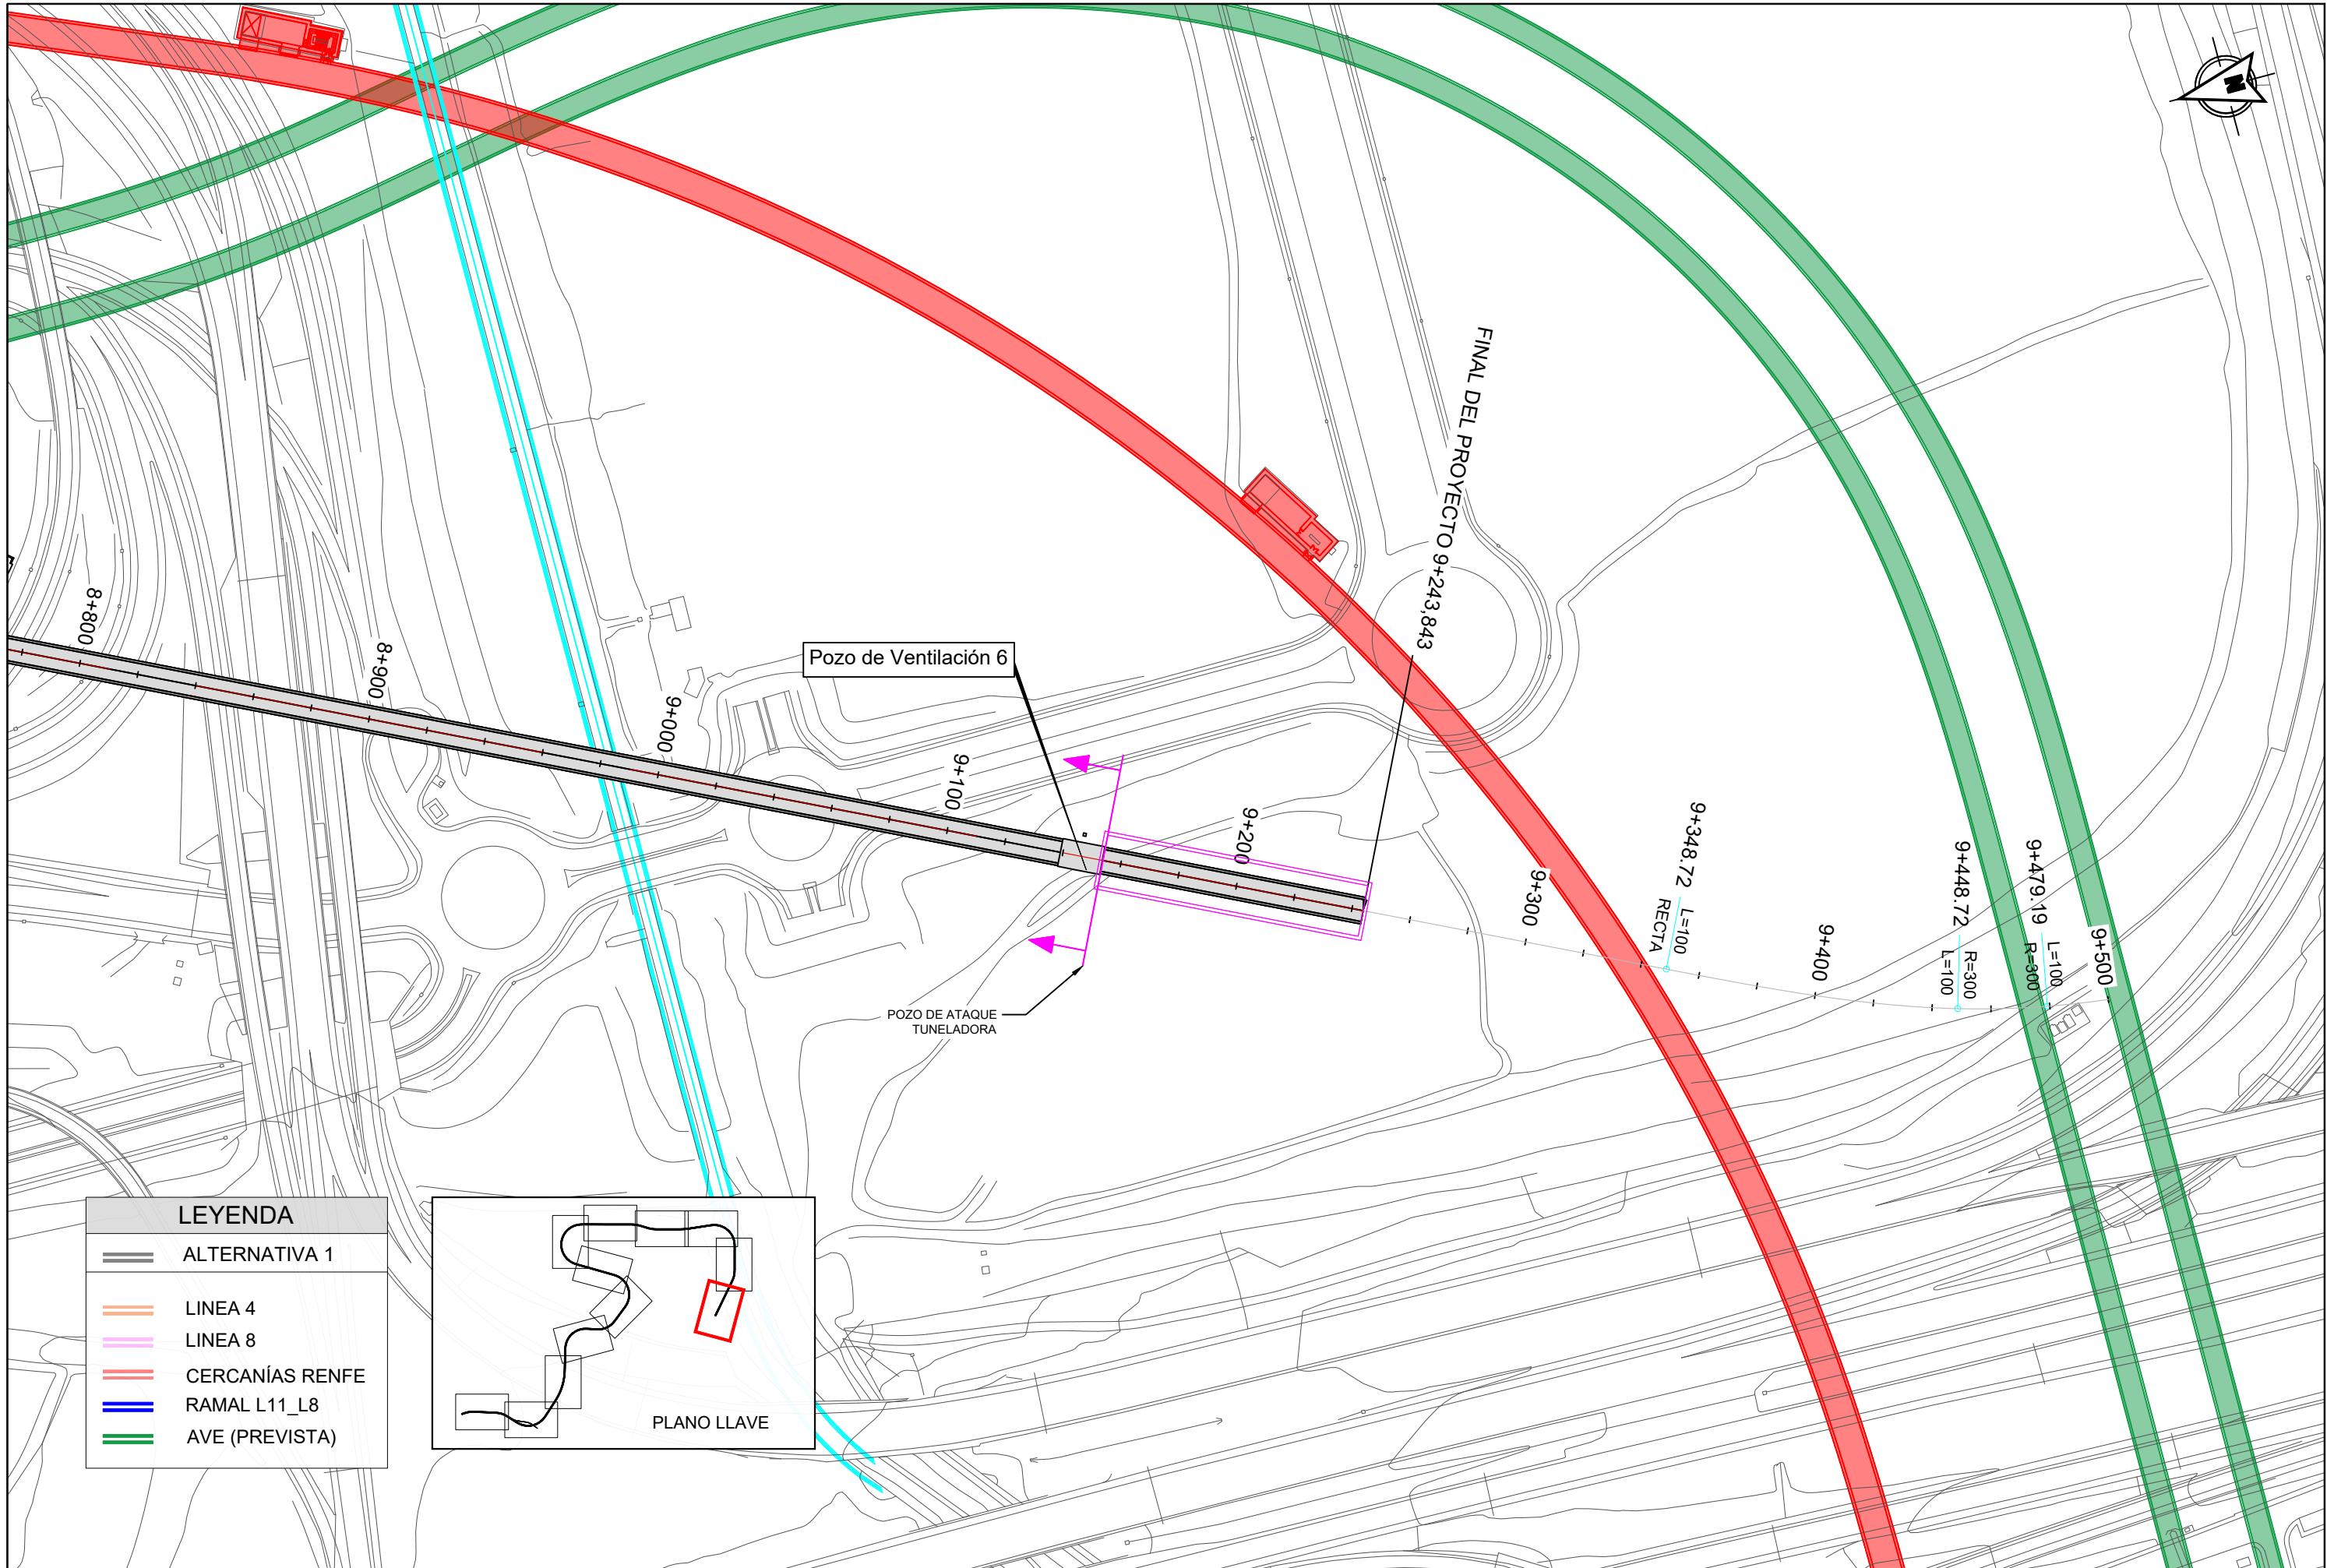 N
FINAL DEL PROYECTO 9+243,843
8+800
8+900
9+000
9+100
9+200
9+300
9+400
9+500
Pozo de Ventilación 6
POZO DE ATAQUE
TUNELADORA
9+348.72
RECTA
L=100
9+448.72
L=100
R=300
9+479.19
R=300
L=100
LEYENDA
ALTERNATIVA 1
LINEA 4
LINEA 8
CERCANÍAS RENFE
RAMAL L11_L8
AVE (PREVISTA)
PLANO LLAVE